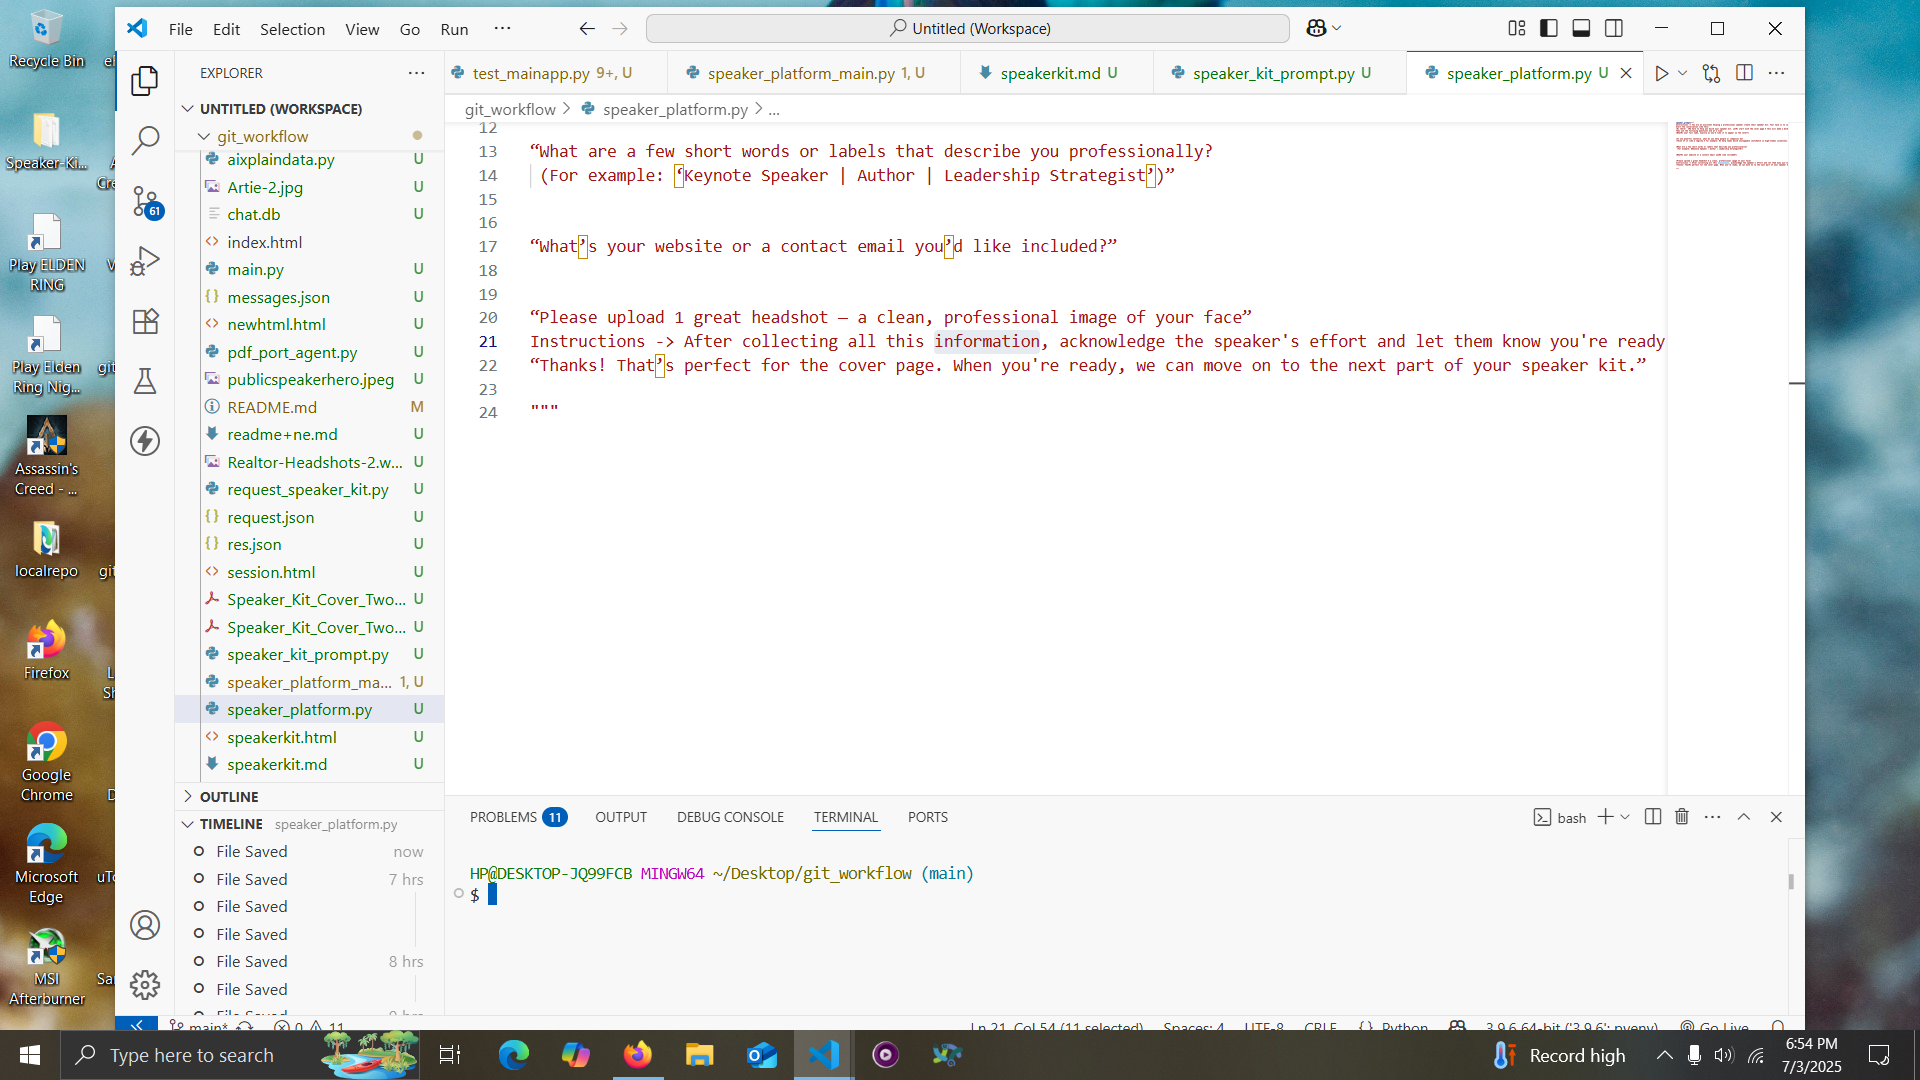 Recycle Bin
Speaker-Ki...
Play ELDEN
RING
Play Elden
Ring Nig...
Assassin's
Creed - ...
localrepo
Firefox
Google
Chrome
Microsoft
Edge
MSI
Afterburner
File Edit Selection View Go Run ···
Untitled (Workspace)
EXPLORER
UNTITLED (WORKSPACE)
git_workflow
aixplaindata.py U
Artie-2.jpg U
chat.db U
index.html
main.py U
messages.json U
newhtml.html U
pdf_port_agent.py U
publicspeakerhero.jpeg U
README.md M
readme+ne.md U
Realtor-Headshots-2.w... U
request_speaker_kit.py U
request.json U
res.json U
session.html U
Speaker_Kit_Cover_Two... U
Speaker_Kit_Cover_Two... U
speaker_kit_prompt.py U
speaker_platform_ma... 1, U
speaker_platform.py U
speakerkit.html U
speakerkit.md U
61
OUTLINE
TIMELINE speaker_platform.py
File Saved now
File Saved 7 hrs
File Saved
File Saved
File Saved 8 hrs
File Saved
test_mainapp.py 9+, U
speaker_platform_main.py 1, U
speakerkit.md U
speaker_kit_prompt.py U
speaker_platform.py U
git_workflow > speaker_platform.py > ...
12
13 “What are a few short words or labels that describe you professionally?
14 (For example: ‘Keynote Speaker | Author | Leadership Strategist’)”
15
16
17 “What’s your website or a contact email you’d like included?”
18
19
20 “Please upload 1 great headshot — a clean, professional image of your face”
21 Instructions -> After collecting all this information, acknowledge the speaker's effort and let them know you're ready
22 “Thanks! That’s perfect for the cover page. When you're ready, we can move on to the next part of your speaker kit.”
23
24 """
PROBLEMS 11 OUTPUT DEBUG CONSOLE TERMINAL PORTS
bash
HP@DESKTOP-JQ99FCB MINGW64 ~/Desktop/git_workflow (main)
$
main* 0 11
Ln 21, Col 54 (11 selected) Spaces: 4 UTF-8 CRLF {} Python 3.9.6 64-bit ('3.9.6': pyenv) Go Live
Type here to search
Record high
6:54 PM
7/3/2025